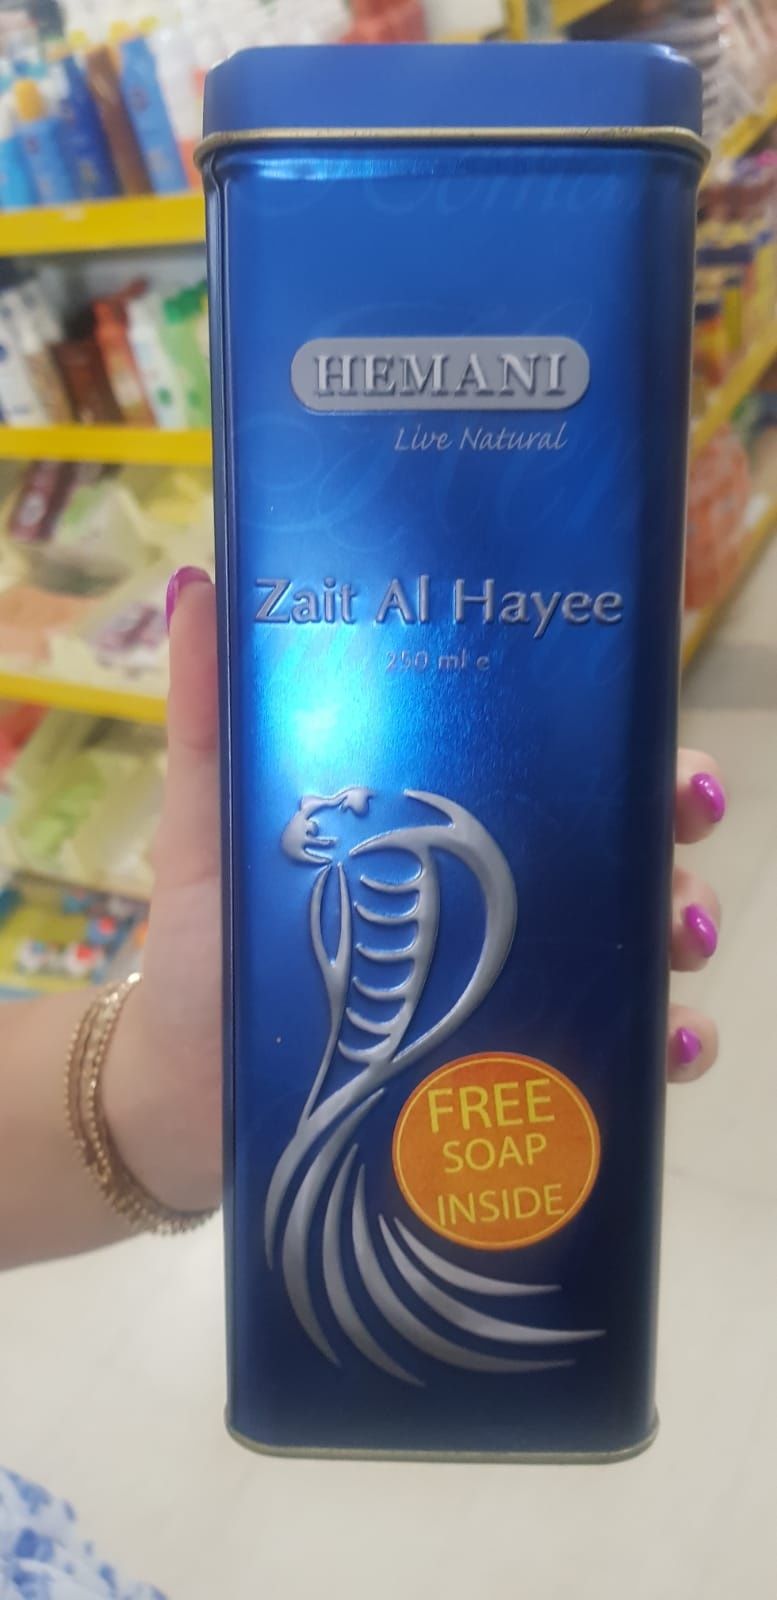 HEMANI
Live Natural
Zait Al Hayee
250 ml e
FREE
SOAP
INSIDE